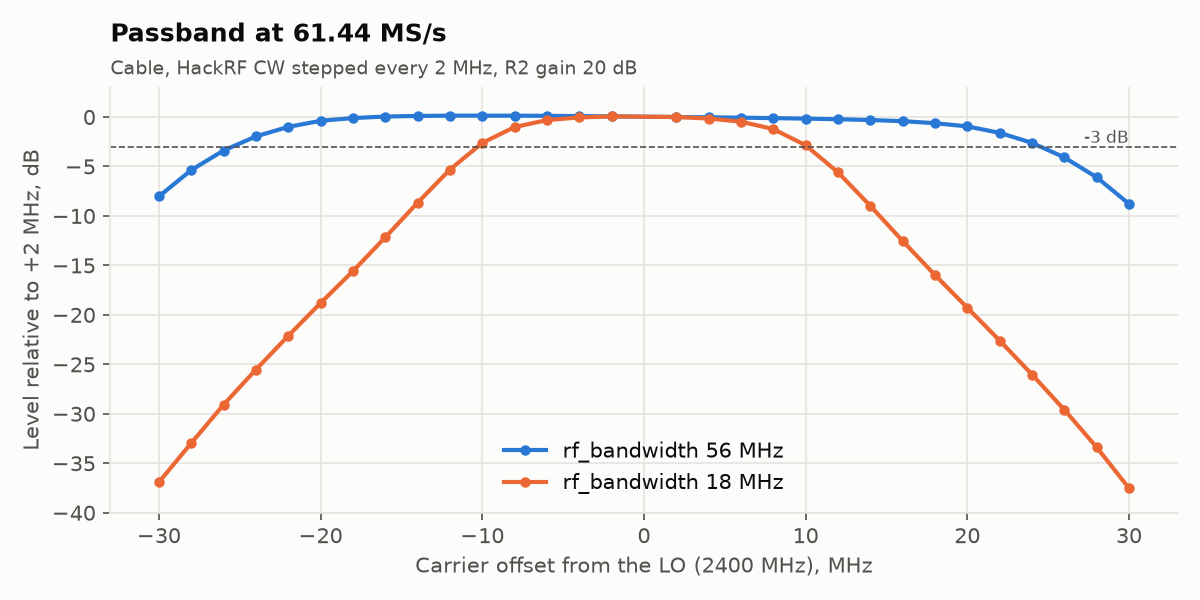 Passband at 61.44 MS/s
Cable, HackRF CW stepped every 2 MHz, R2 gain 20 dB
Level relative to +2 MHz, dB
0
−5
−10
−15
−20
−25
−30
−35
−40
-3 dB
rf_bandwidth 56 MHz
rf_bandwidth 18 MHz
−30
−20
−10
0
10
20
30
Carrier offset from the LO (2400 MHz), MHz